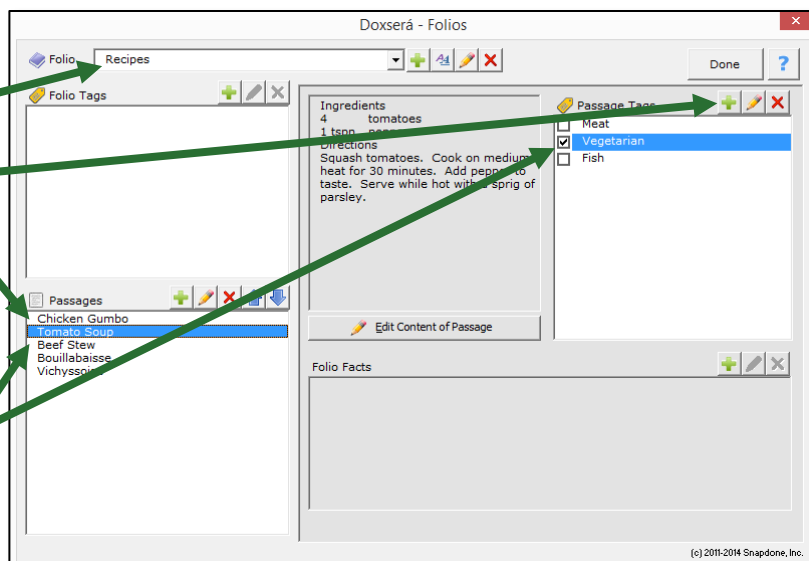 Doxserá - Folios
Folio Recipes
Done ?
Folio Tags
Passages
Chicken Gumbo
Tomato Soup
Beef Stew
Bouillabaisse
Ingredients
4 tomatoes
1 tspn
Directions
Squash tomatoes. Cook on medium
heat for 30 minutes. Add pepper to
taste. Serve while hot with a sprig of
parsley.
Edit Content of Passage
Passage Tags
Meat
Vegetarian
Fish
Folio Facts
(c) 2011-2014 Snapdone, Inc.